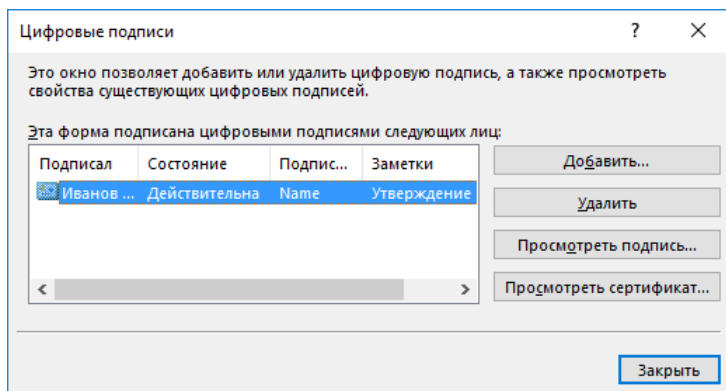 Цифровые подписи
Это окно позволяет добавить или удалить цифровую подпись, а также просмотреть
свойства существующих цифровых подписей.
Эта форма подписана цифровыми подписями следующих лиц:
Подписал Состояние Подпис... Заметки
Иванов ... Действительна Name Утверждение
Добавить...
Удалить
Просмотреть подпись...
Просмотреть сертификат...
Закрыть